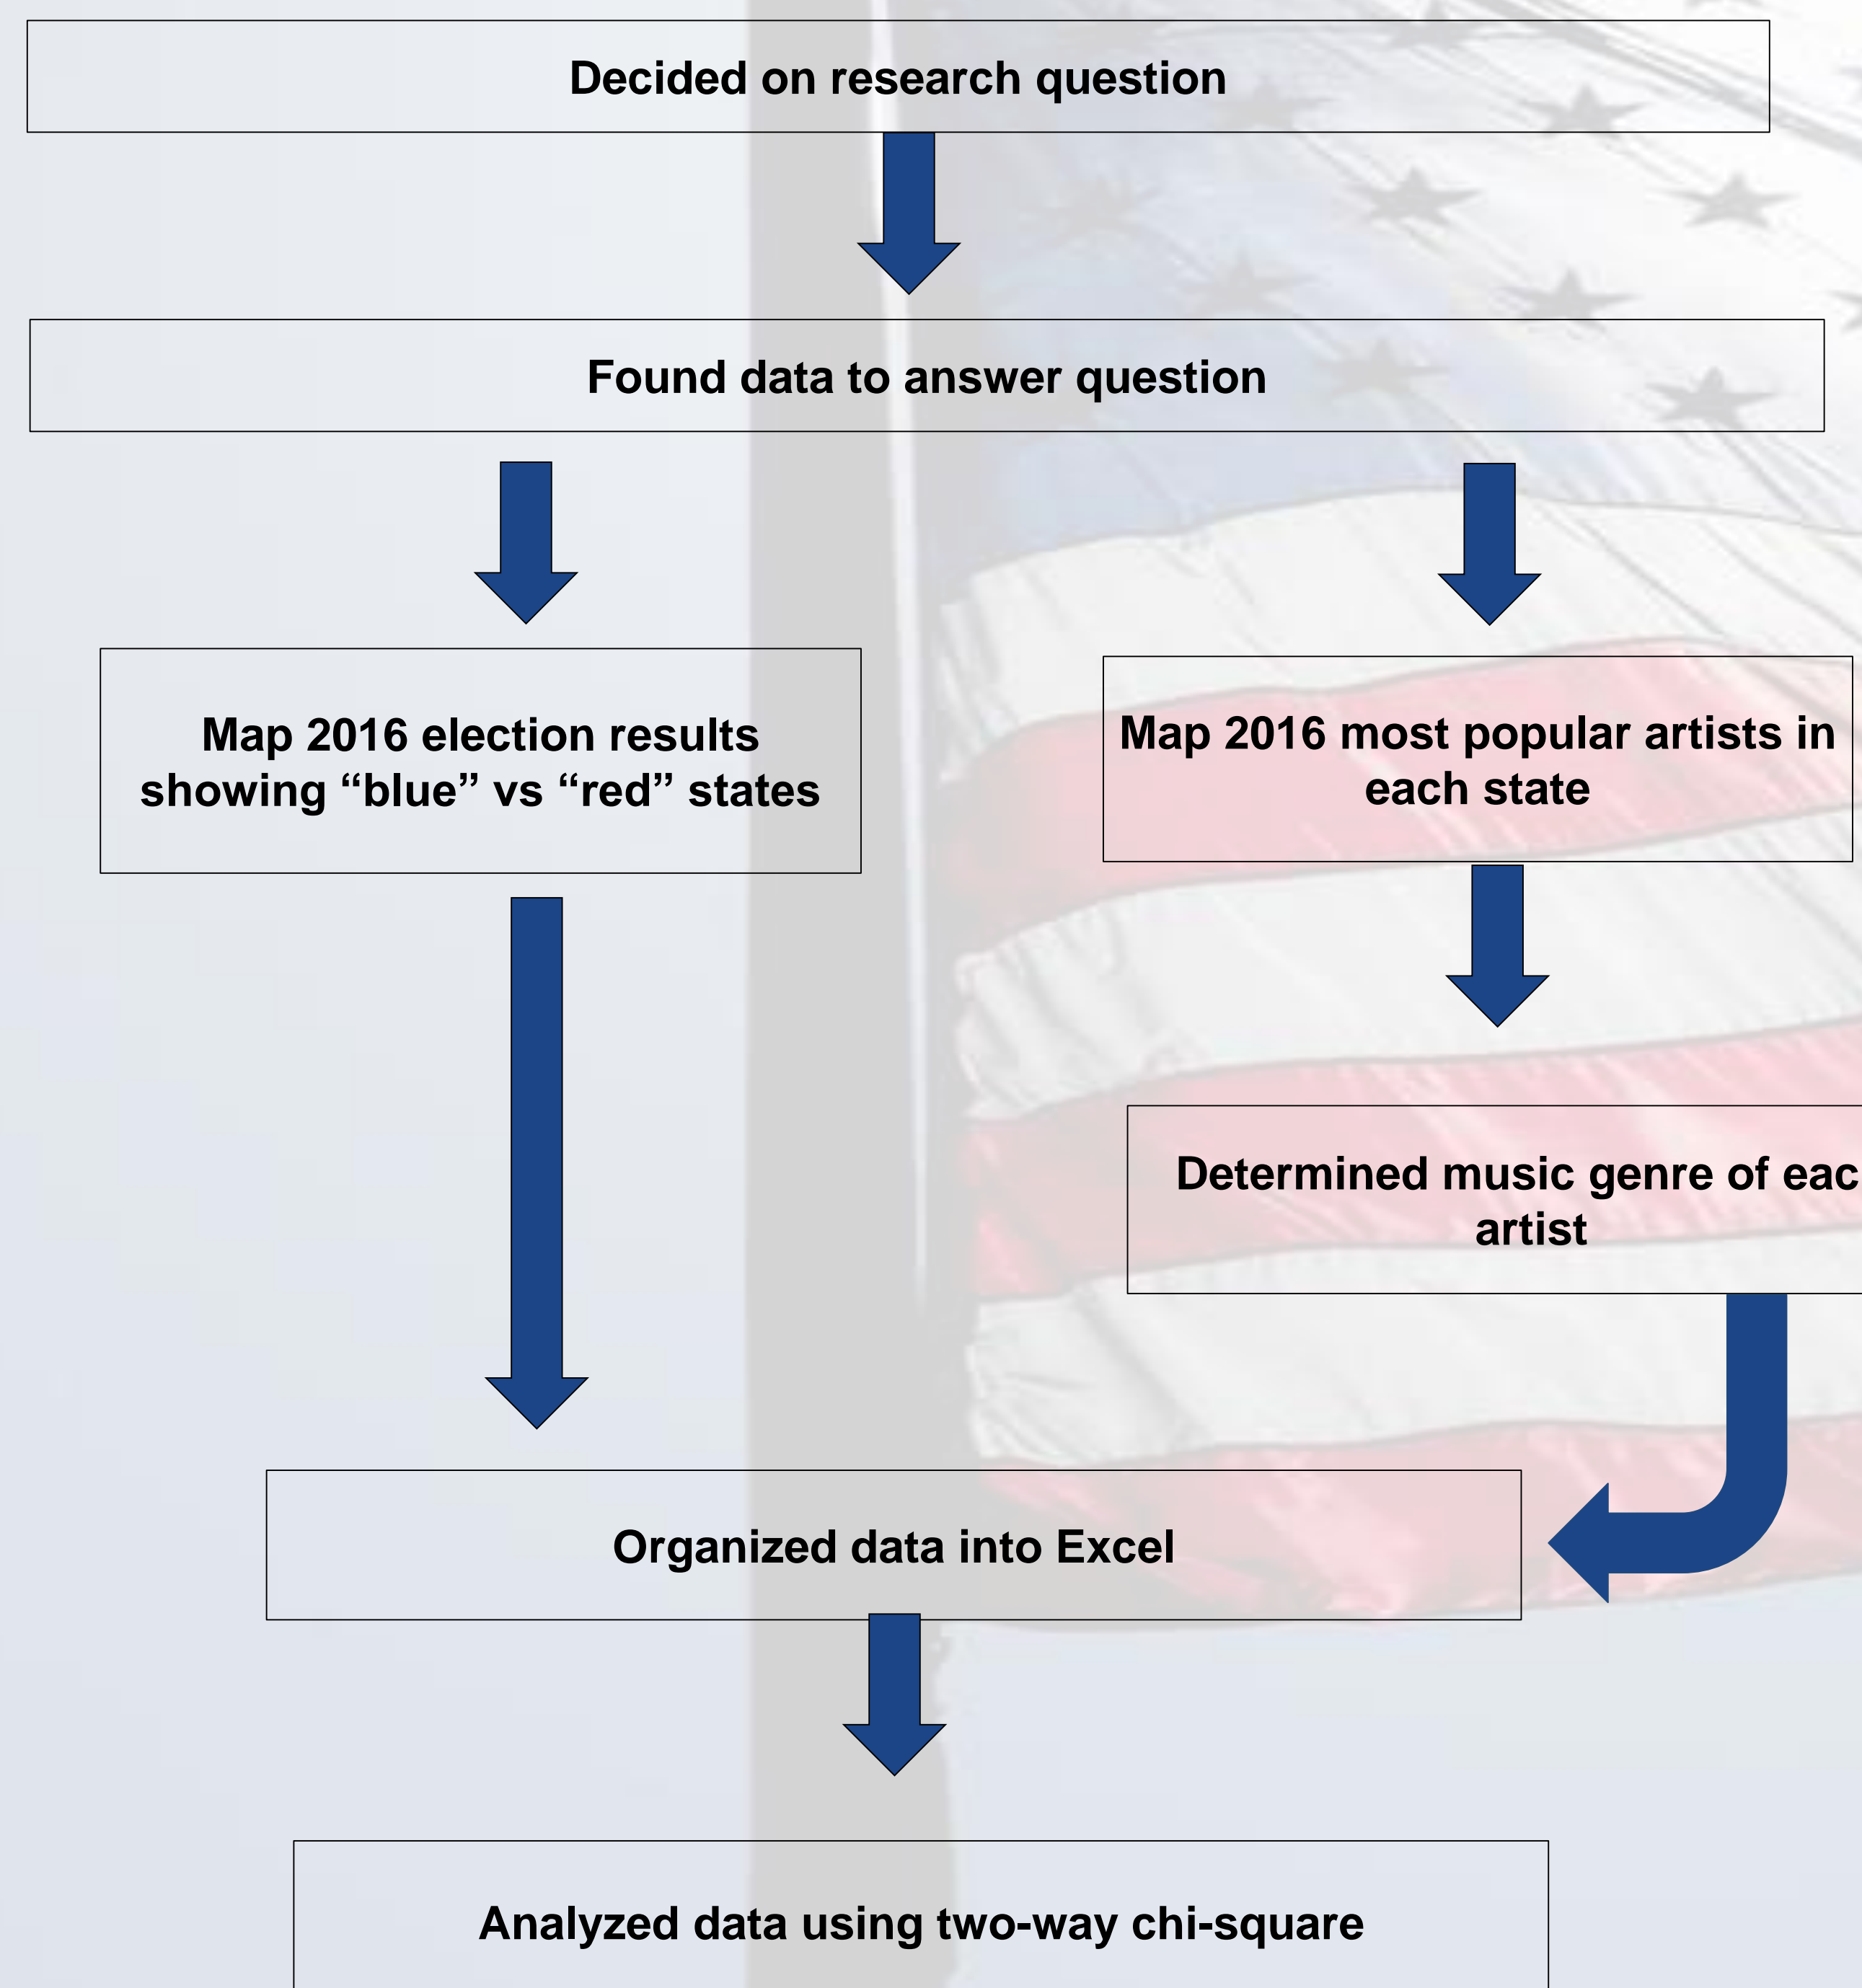 Decided on research question
Found data to answer question
Map 2016 election results
showing “blue” vs “red” states
Map 2016 most popular artists in
each state
Determined music genre of eac
artist
Organized data into Excel
Analyzed data using two-way chi-square